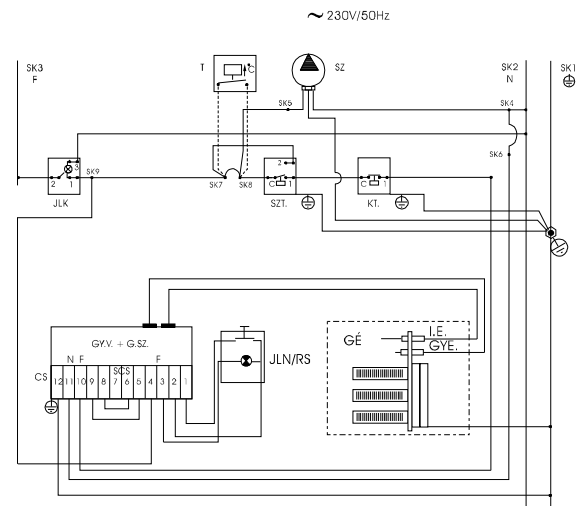 ~ 230V/50Hz
SK3
F
T
°C
SZ
SK2
N
SK1
SK5
SK4
SK6
2 3 1
SK9
JLK
SK7
SK8
2
C 1
SZT.
C 1
KT.
GY.V. + G.SZ.
N F
F
SCS
CS
12 11 10 9 8 7 6 5 4 3 2 1
JLN/RS
GÉ
I.E.
GYE.